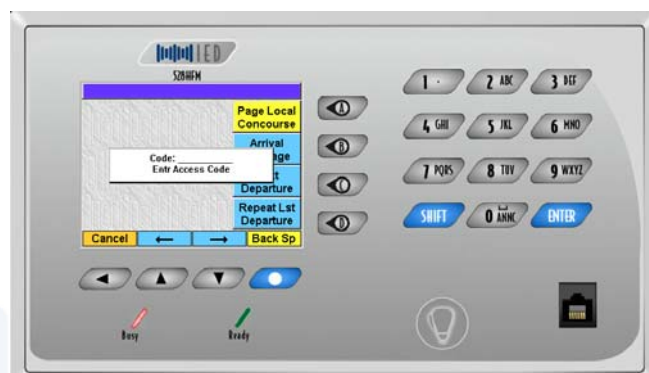 IED
528HFM
Page Local
Concourse
Arrival
Code:
Entr Access Code
Departure
Repeat Lst
Departure
Cancel
Back Sp
A
B
C
D
1
2 ABC
3 DEF
4 GHI
5 JKL
6 MNO
7 PQRS
8 TUV
9 WXYZ
SHIFT
0 ANNC
ENTER
Busy
Ready